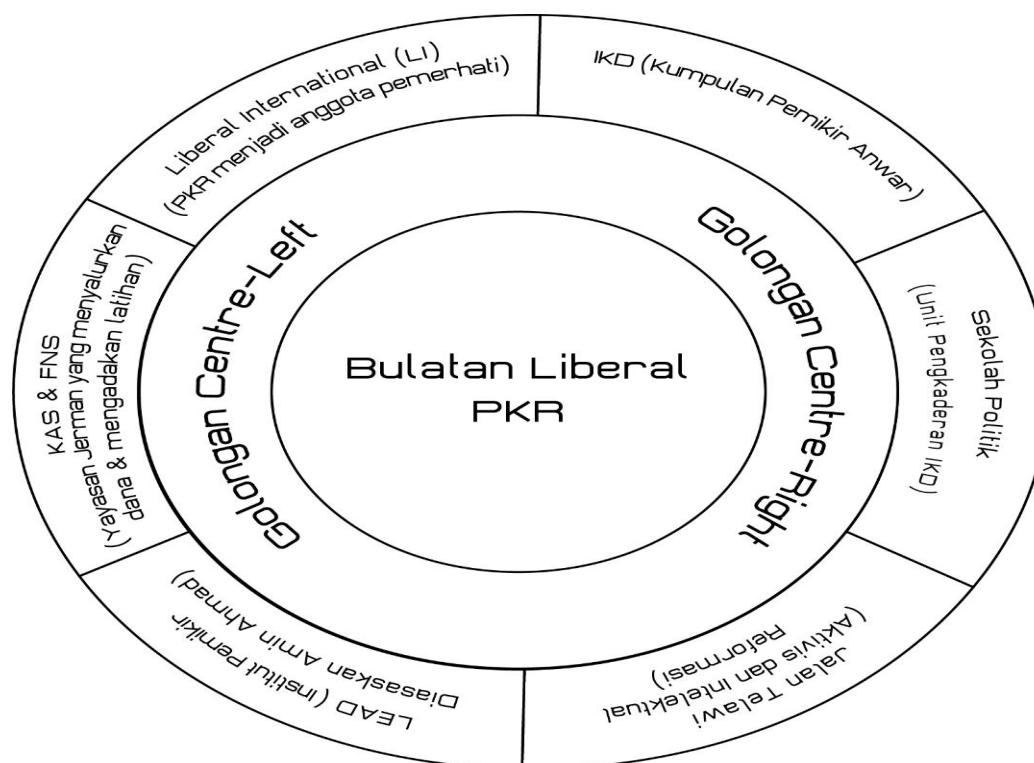 Liberal International (LI)
(PKR menjadi anggota pemerhati)
IKD (Kumpulan Pemikir Anwar)
Sekolah Politik
(Unit Pengkaderan IKD)
Jalan Telawi
(Aktivis dan Intelektual
Reformasi)
LEAD (Institut Pemikir
Diasaskan Amin Ahmad)
KAS & FNS
(Yayasan Jerman yang menyalurkan
dana & mengadakan latihan)
Golongan Centre-Left
Golongan Centre-Right
Bulatan Liberal
PKR